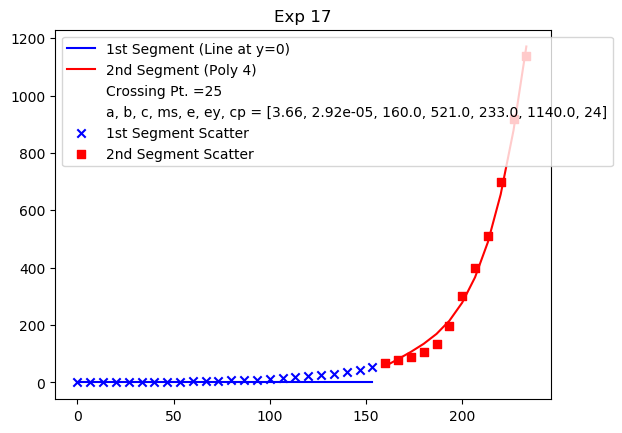 Exp 17
1st Segment (Line at y=0)
2nd Segment (Poly 4)
Crossing Pt. =25
a, b, c, ms, e, ey, cp = [3.66, 2.92e-05, 160.0, 521.0, 233.0, 1140.0, 24]
1st Segment Scatter
2nd Segment Scatter
1200
1000
800
600
400
200
0
0 50 100 150 200